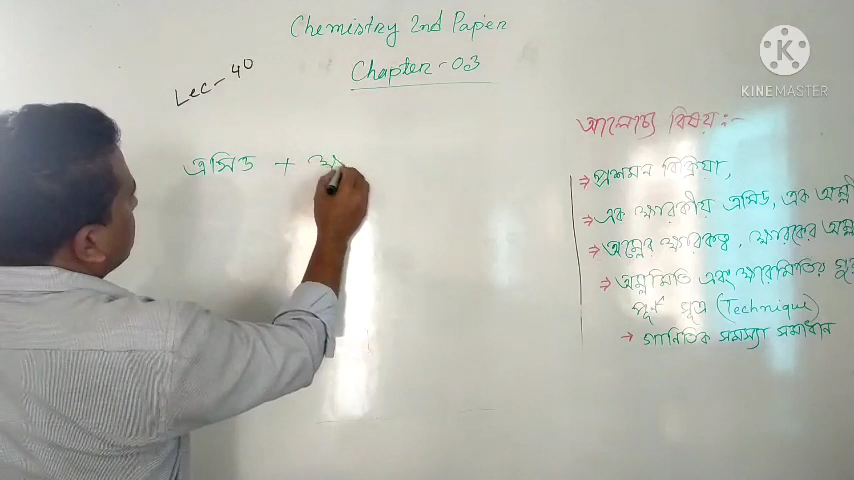 Chemistry 2nd Paper
Chapter-03
Lec-40
KINEMASTER
এসিড +
আলোচ্য বিষয়:-
⇒ প্রশমন বিক্রিয়া,
⇒ এক ক্ষারকীয় এসিড, এক অম্লী
⇒ অম্লের ক্ষারকত্ব, ক্ষারকের অম্ল
⇒ অম্লমিতি এবং ক্ষারমিতির
সূত্র (Technique)
→ গাণিতিক সমস্যা সমাধান